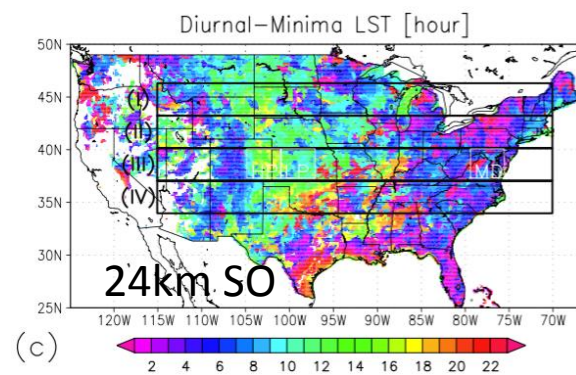 Diurnal-Minima LST [hour]
50N
45N
(I)
(II)
40N
(III)
MD
(IV)
35N
30N
24km SO
25N
120W 115W 110W 105W 100W 95W 90W 85W 80W 75W 70W
(c)
2 4 6 8 10 12 14 16 18 20 22